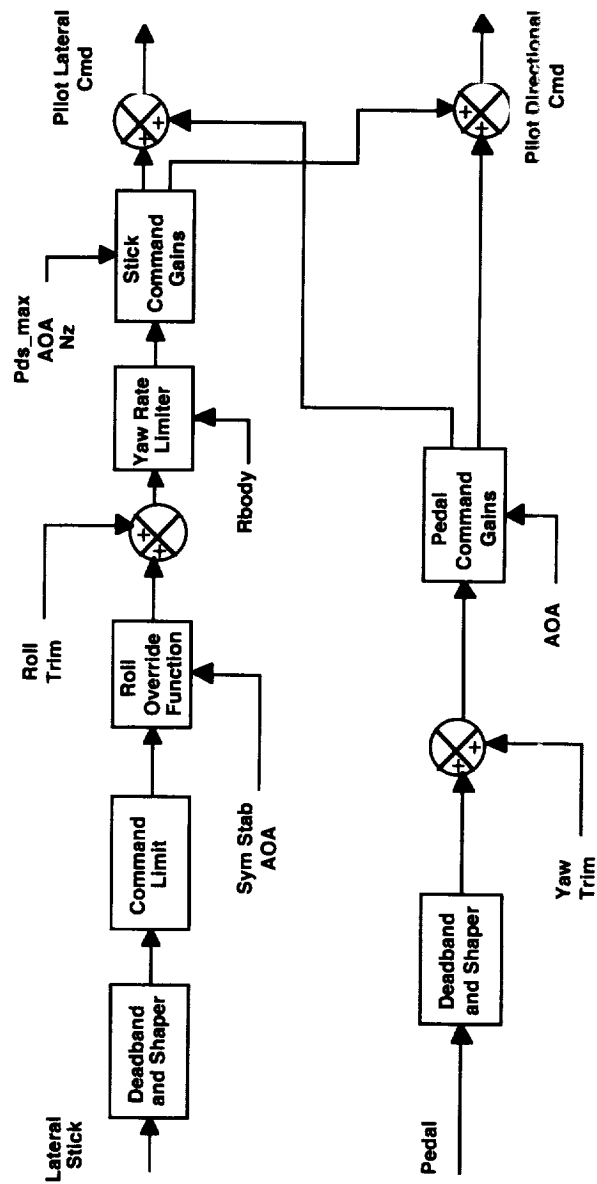 Lateral
Stick
Deadband
and Shaper
Command
Limit
Roll
Override
Function
Sym Stab
AOA
Roll
Trim
+
+
Yaw Rate
Limiter
Rbody
Pds_max
AOA
Nz
Stick
Command
Gains
+
+
Pilot Lateral
Cmd
Pedal
Deadband
and Shaper
+
+
Yaw
Trim
Pedal
Command
Gains
AOA
+
+
Pilot Directional
Cmd